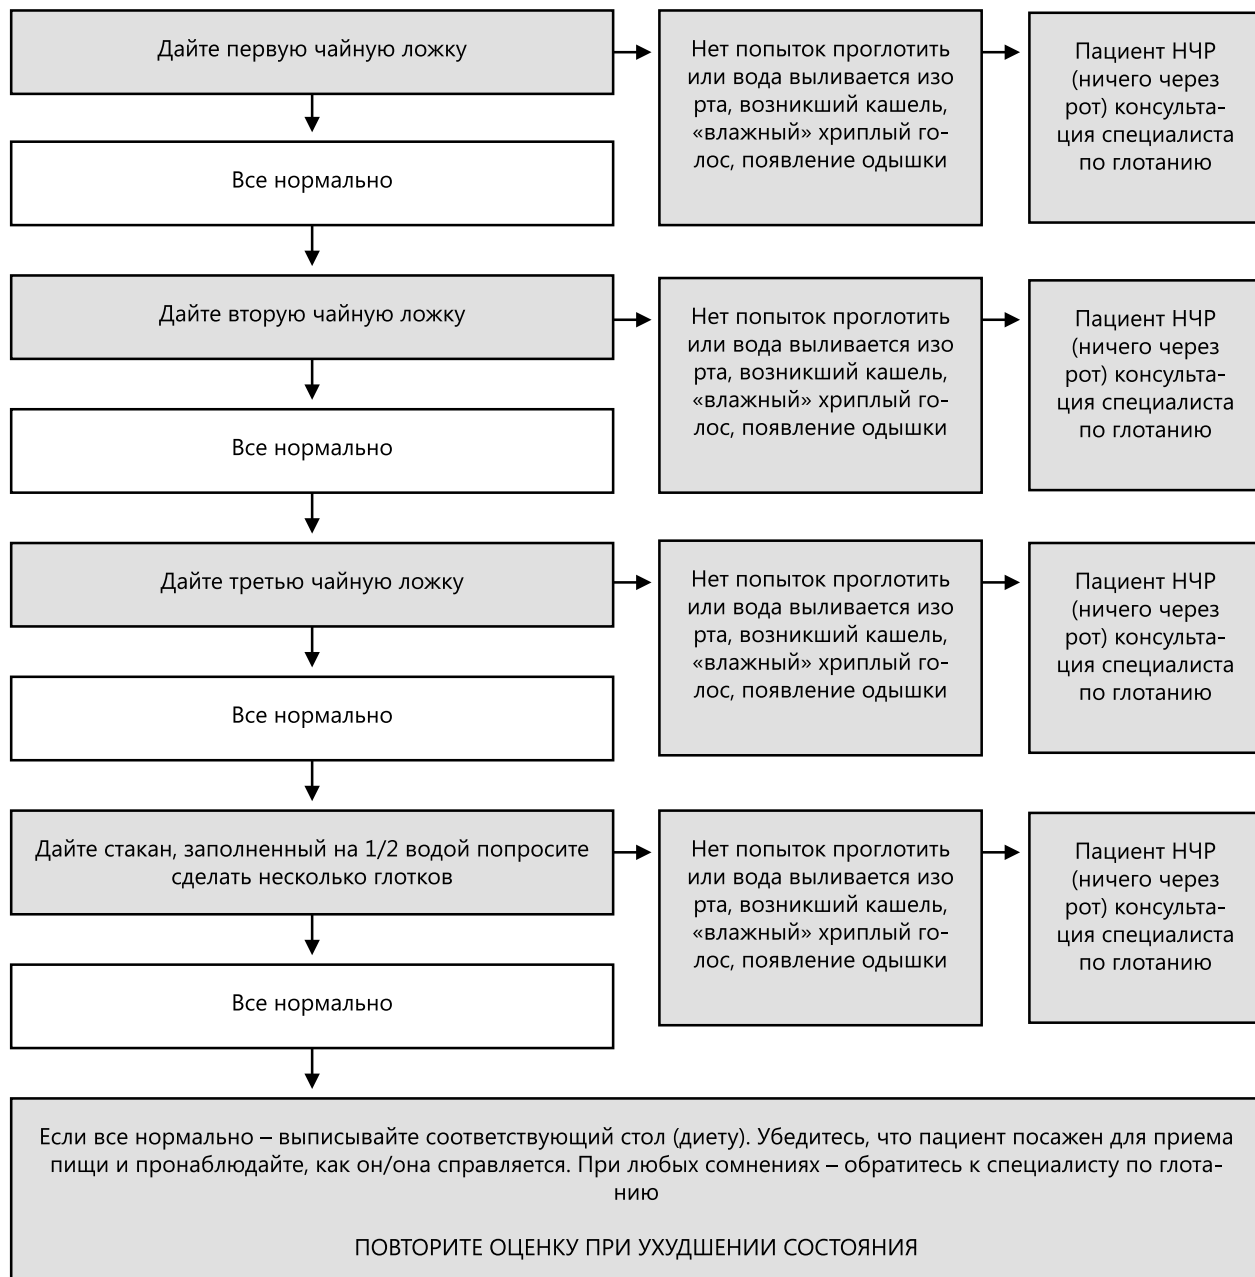 Дайте первую чайную ложку
Нет попыток проглотить
или вода выливается изо
рта, возникший кашель,
«влажный» хриплый го-
лос, появление одышки
Пациент НЧР
(ничего через
рот) консульта-
ция специалиста
по глотанию
Все нормально
Дайте вторую чайную ложку
Нет попыток проглотить
или вода выливается изо
рта, возникший кашель,
«влажный» хриплый го-
лос, появление одышки
Пациент НЧР
(ничего через
рот) консульта-
ция специалиста
по глотанию
Все нормально
Дайте третью чайную ложку
Нет попыток проглотить
или вода выливается изо
рта, возникший кашель,
«влажный» хриплый го-
лос, появление одышки
Пациент НЧР
(ничего через
рот) консульта-
ция специалиста
по глотанию
Все нормально
Дайте стакан, заполненный на 1/2 водой попросите
сделать несколько глотков
Нет попыток проглотить
или вода выливается изо
рта, возникший кашель,
«влажный» хриплый го-
лос, появление одышки
Пациент НЧР
(ничего через
рот) консульта-
ция специалиста
по глотанию
Все нормально
Если все нормально – выписывайте соответствующий стол (диету). Убедитесь, что пациент посажен для приема
пищи и пронаблюдайте, как он/она справляется. При любых сомнениях – обратитесь к специалисту по глота-
нию
ПОВТОРИТЕ ОЦЕНКУ ПРИ УХУДШЕНИИ СОСТОЯНИЯ